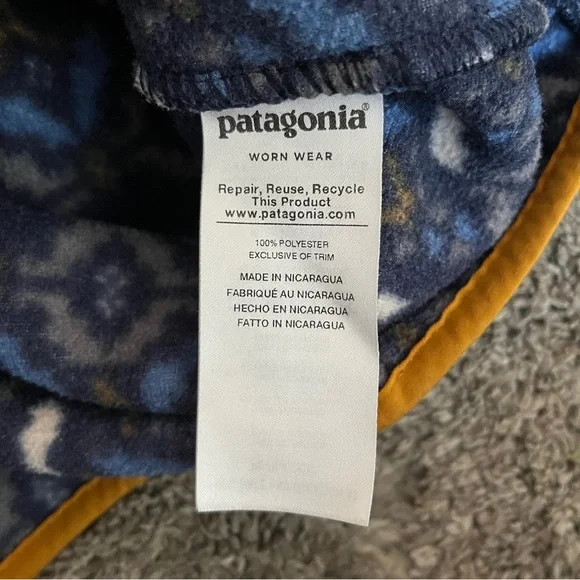 patagonia®
WORN WEAR
Repair, Reuse, Recycle
This Product
www.patagonia.com
100% POLYESTER
EXCLUSIVE OF TRIM
MADE IN NICARAGUA
FABRIQUÉ AU NICARAGUA
HECHO EN NICARAGUA
FATTO IN NICARAGUA